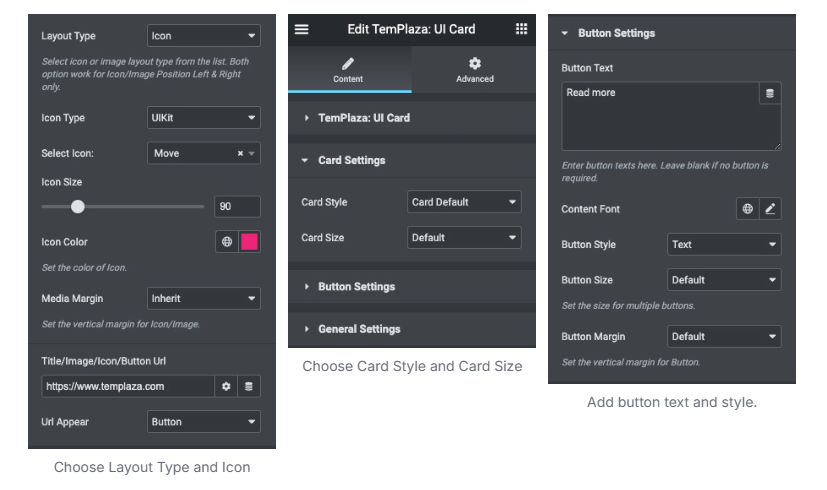 Layout Type
Icon
Select icon or image layout type from the list. Both
option work for Icon/Image Position Left & Right
only.
Icon Type
UIKit
Select Icon:
Move
×
Icon Size
90
Icon Color
Set the color of Icon.
Media Margin
Inherit
Set the vertical margin for Icon/Image.
Title/Image/Icon/Button Url
https://www.templaza.com
Url Appear
Button
Choose Layout Type and Icon
Edit TemPlaza: UI Card
Content
Advanced
TemPlaza: UI Card
Card Settings
Card Style
Card Default
Card Size
Default
Button Settings
General Settings
Choose Card Style and Card Size
Button Settings
Button Text
Read more
Enter button texts here. Leave blank if no button is
required.
Content Font
Button Style
Text
Button Size
Default
Set the size for multiple buttons.
Button Margin
Default
Set the vertical margin for Button.
Add button text and style.